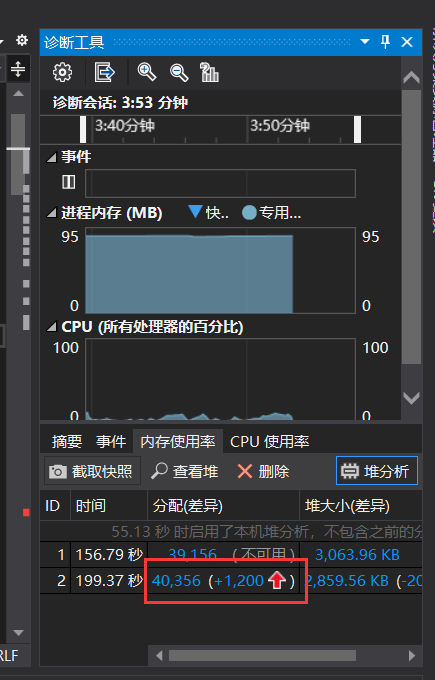 诊断工具
诊断会话: 3:53 分钟
3:40分钟 3:50分钟
事件
进程内存 (MB) 快.. 专用...
95 95
0 0
CPU (所有处理器的百分比)
100 100
0 0
摘要 事件 内存使用率 CPU 使用率
截取快照 查看堆 删除 堆分析
ID 时间 分配(差异) 堆大小(差异)
55.13 秒 时启用了本机堆分析，不包含之前的分
1 156.79 秒 39,156 (不可用) 3,063.96 KB
2 199.37 秒 40,356 (+1,200 ) 2,859.56 KB (-20
RLF